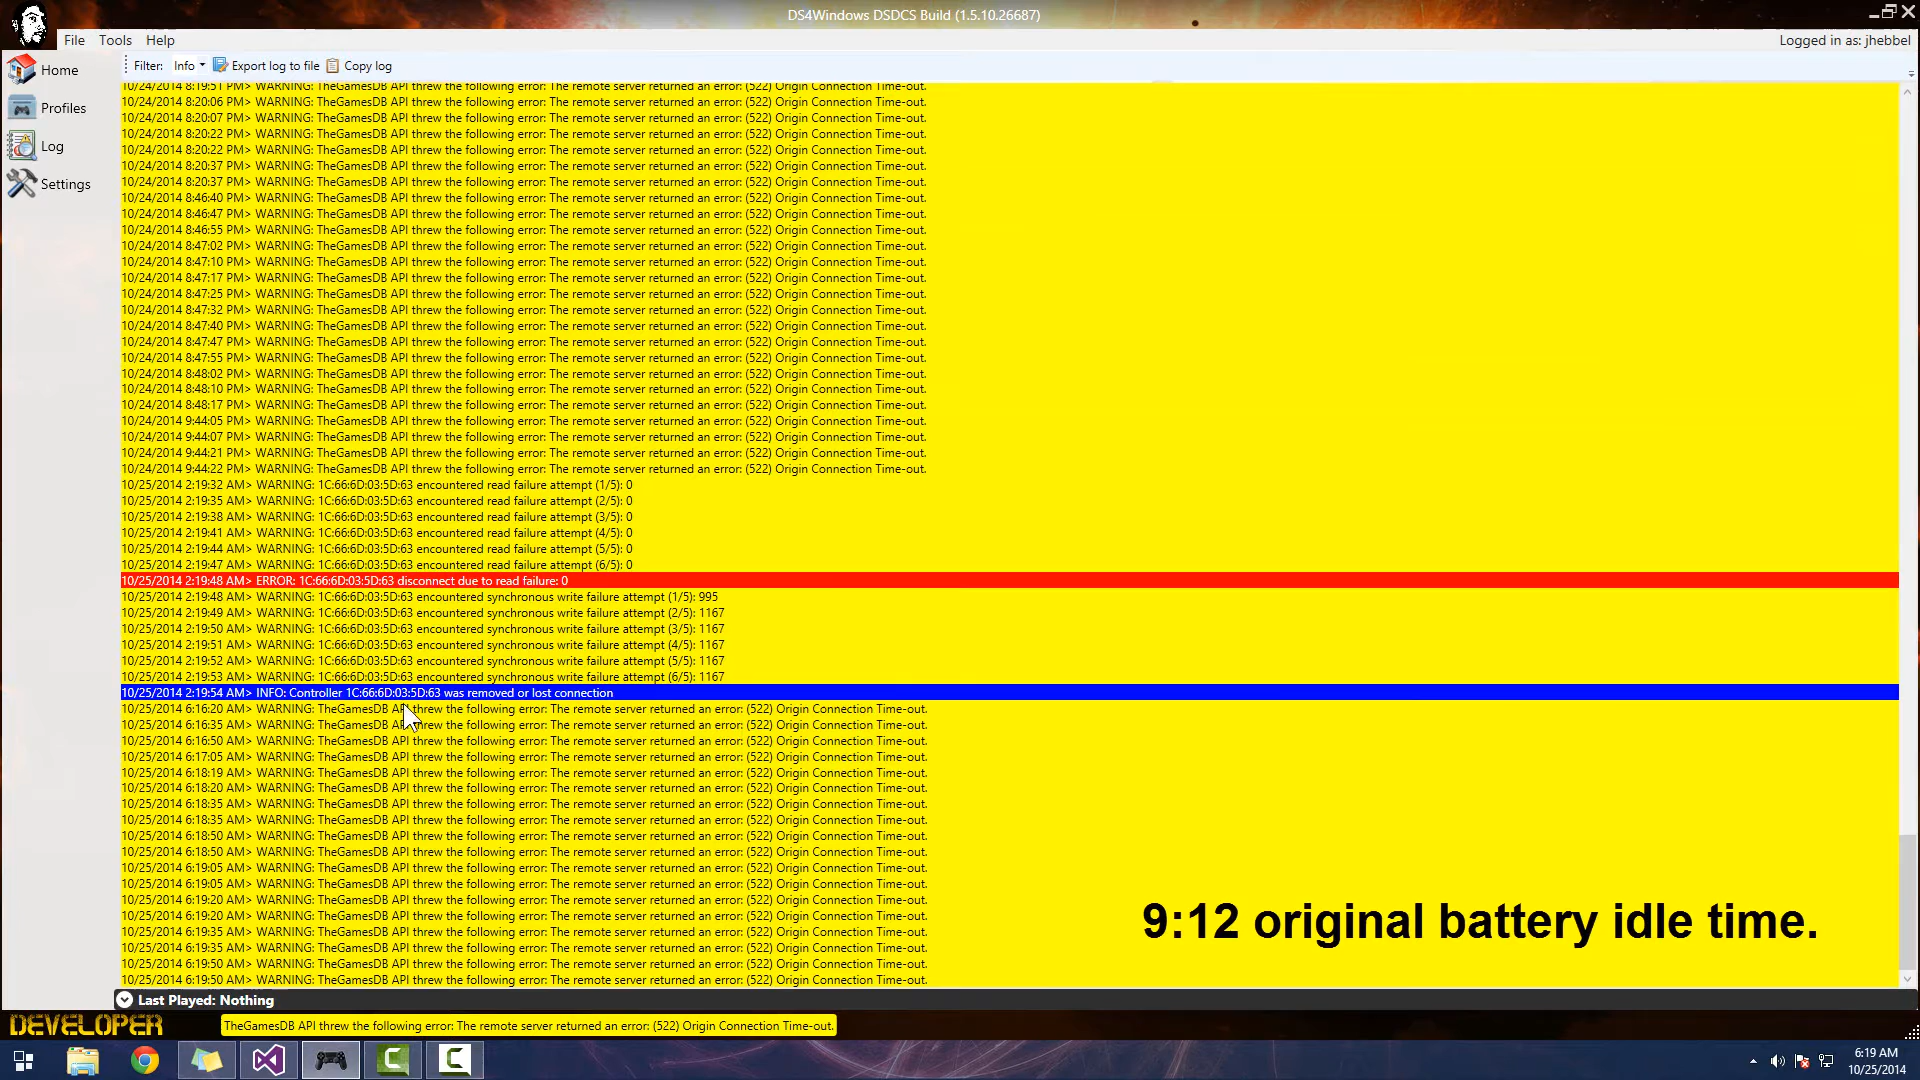 DS4Windows DSDCS Build (1.5.10.26687)
File Tools Help
Logged in as: jhebbel
Home
Profiles
Log
Settings
Filter: Info Export log to file Copy log
10/24/2014 8:19:51 PM> WARNING: TheGamesDB API threw the following error: The remote server returned an error: (522) Origin Connection Time-out.
10/24/2014 8:20:06 PM> WARNING: TheGamesDB API threw the following error: The remote server returned an error: (522) Origin Connection Time-out.
10/24/2014 8:20:07 PM> WARNING: TheGamesDB API threw the following error: The remote server returned an error: (522) Origin Connection Time-out.
10/24/2014 8:20:22 PM> WARNING: TheGamesDB API threw the following error: The remote server returned an error: (522) Origin Connection Time-out.
10/24/2014 8:20:22 PM> WARNING: TheGamesDB API threw the following error: The remote server returned an error: (522) Origin Connection Time-out.
10/24/2014 8:20:37 PM> WARNING: TheGamesDB API threw the following error: The remote server returned an error: (522) Origin Connection Time-out.
10/24/2014 8:20:37 PM> WARNING: TheGamesDB API threw the following error: The remote server returned an error: (522) Origin Connection Time-out.
10/24/2014 8:46:40 PM> WARNING: TheGamesDB API threw the following error: The remote server returned an error: (522) Origin Connection Time-out.
10/24/2014 8:46:47 PM> WARNING: TheGamesDB API threw the following error: The remote server returned an error: (522) Origin Connection Time-out.
10/24/2014 8:46:55 PM> WARNING: TheGamesDB API threw the following error: The remote server returned an error: (522) Origin Connection Time-out.
10/24/2014 8:47:02 PM> WARNING: TheGamesDB API threw the following error: The remote server returned an error: (522) Origin Connection Time-out.
10/24/2014 8:47:10 PM> WARNING: TheGamesDB API threw the following error: The remote server returned an error: (522) Origin Connection Time-out.
10/24/2014 8:47:17 PM> WARNING: TheGamesDB API threw the following error: The remote server returned an error: (522) Origin Connection Time-out.
10/24/2014 8:47:25 PM> WARNING: TheGamesDB API threw the following error: The remote server returned an error: (522) Origin Connection Time-out.
10/24/2014 8:47:32 PM> WARNING: TheGamesDB API threw the following error: The remote server returned an error: (522) Origin Connection Time-out.
10/24/2014 8:47:40 PM> WARNING: TheGamesDB API threw the following error: The remote server returned an error: (522) Origin Connection Time-out.
10/24/2014 8:47:47 PM> WARNING: TheGamesDB API threw the following error: The remote server returned an error: (522) Origin Connection Time-out.
10/24/2014 8:47:55 PM> WARNING: TheGamesDB API threw the following error: The remote server returned an error: (522) Origin Connection Time-out.
10/24/2014 8:48:02 PM> WARNING: TheGamesDB API threw the following error: The remote server returned an error: (522) Origin Connection Time-out.
10/24/2014 8:48:10 PM> WARNING: TheGamesDB API threw the following error: The remote server returned an error: (522) Origin Connection Time-out.
10/24/2014 8:48:17 PM> WARNING: TheGamesDB API threw the following error: The remote server returned an error: (522) Origin Connection Time-out.
10/24/2014 9:44:05 PM> WARNING: TheGamesDB API threw the following error: The remote server returned an error: (522) Origin Connection Time-out.
10/24/2014 9:44:07 PM> WARNING: TheGamesDB API threw the following error: The remote server returned an error: (522) Origin Connection Time-out.
10/24/2014 9:44:21 PM> WARNING: TheGamesDB API threw the following error: The remote server returned an error: (522) Origin Connection Time-out.
10/24/2014 9:44:22 PM> WARNING: TheGamesDB API threw the following error: The remote server returned an error: (522) Origin Connection Time-out.
10/25/2014 2:19:32 AM> WARNING: 1C:66:6D:03:5D:63 encountered read failure attempt (1/5): 0
10/25/2014 2:19:35 AM> WARNING: 1C:66:6D:03:5D:63 encountered read failure attempt (2/5): 0
10/25/2014 2:19:38 AM> WARNING: 1C:66:6D:03:5D:63 encountered read failure attempt (3/5): 0
10/25/2014 2:19:41 AM> WARNING: 1C:66:6D:03:5D:63 encountered read failure attempt (4/5): 0
10/25/2014 2:19:44 AM> WARNING: 1C:66:6D:03:5D:63 encountered read failure attempt (5/5): 0
10/25/2014 2:19:47 AM> WARNING: 1C:66:6D:03:5D:63 encountered read failure attempt (6/5): 0
10/25/2014 2:19:48 AM> ERROR: 1C:66:6D:03:5D:63 disconnect due to read failure: 0
10/25/2014 2:19:48 AM> WARNING: 1C:66:6D:03:5D:63 encountered synchronous write failure attempt (1/5): 995
10/25/2014 2:19:49 AM> WARNING: 1C:66:6D:03:5D:63 encountered synchronous write failure attempt (2/5): 1167
10/25/2014 2:19:50 AM> WARNING: 1C:66:6D:03:5D:63 encountered synchronous write failure attempt (3/5): 1167
10/25/2014 2:19:51 AM> WARNING: 1C:66:6D:03:5D:63 encountered synchronous write failure attempt (4/5): 1167
10/25/2014 2:19:52 AM> WARNING: 1C:66:6D:03:5D:63 encountered synchronous write failure attempt (5/5): 1167
10/25/2014 2:19:53 AM> WARNING: 1C:66:6D:03:5D:63 encountered synchronous write failure attempt (6/5): 1167
10/25/2014 2:19:54 AM> INFO: Controller 1C:66:6D:03:5D:63 was removed or lost connection
10/25/2014 6:16:20 AM> WARNING: TheGamesDB API threw the following error: The remote server returned an error: (522) Origin Connection Time-out.
10/25/2014 6:16:35 AM> WARNING: TheGamesDB API threw the following error: The remote server returned an error: (522) Origin Connection Time-out.
10/25/2014 6:16:50 AM> WARNING: TheGamesDB API threw the following error: The remote server returned an error: (522) Origin Connection Time-out.
10/25/2014 6:17:05 AM> WARNING: TheGamesDB API threw the following error: The remote server returned an error: (522) Origin Connection Time-out.
10/25/2014 6:18:19 AM> WARNING: TheGamesDB API threw the following error: The remote server returned an error: (522) Origin Connection Time-out.
10/25/2014 6:18:20 AM> WARNING: TheGamesDB API threw the following error: The remote server returned an error: (522) Origin Connection Time-out.
10/25/2014 6:18:35 AM> WARNING: TheGamesDB API threw the following error: The remote server returned an error: (522) Origin Connection Time-out.
10/25/2014 6:18:35 AM> WARNING: TheGamesDB API threw the following error: The remote server returned an error: (522) Origin Connection Time-out.
10/25/2014 6:18:50 AM> WARNING: TheGamesDB API threw the following error: The remote server returned an error: (522) Origin Connection Time-out.
10/25/2014 6:18:50 AM> WARNING: TheGamesDB API threw the following error: The remote server returned an error: (522) Origin Connection Time-out.
10/25/2014 6:19:05 AM> WARNING: TheGamesDB API threw the following error: The remote server returned an error: (522) Origin Connection Time-out.
10/25/2014 6:19:05 AM> WARNING: TheGamesDB API threw the following error: The remote server returned an error: (522) Origin Connection Time-out.
10/25/2014 6:19:20 AM> WARNING: TheGamesDB API threw the following error: The remote server returned an error: (522) Origin Connection Time-out.
10/25/2014 6:19:20 AM> WARNING: TheGamesDB API threw the following error: The remote server returned an error: (522) Origin Connection Time-out.
10/25/2014 6:19:35 AM> WARNING: TheGamesDB API threw the following error: The remote server returned an error: (522) Origin Connection Time-out.
10/25/2014 6:19:35 AM> WARNING: TheGamesDB API threw the following error: The remote server returned an error: (522) Origin Connection Time-out.
10/25/2014 6:19:50 AM> WARNING: TheGamesDB API threw the following error: The remote server returned an error: (522) Origin Connection Time-out.
10/25/2014 6:19:50 AM> WARNING: TheGamesDB API threw the following error: The remote server returned an error: (522) Origin Connection Time-out.
9:12 original battery idle time.
Last Played: Nothing
DEVELOPER
TheGamesDB API threw the following error: The remote server returned an error: (522) Origin Connection Time-out.
6:19 AM
10/25/2014